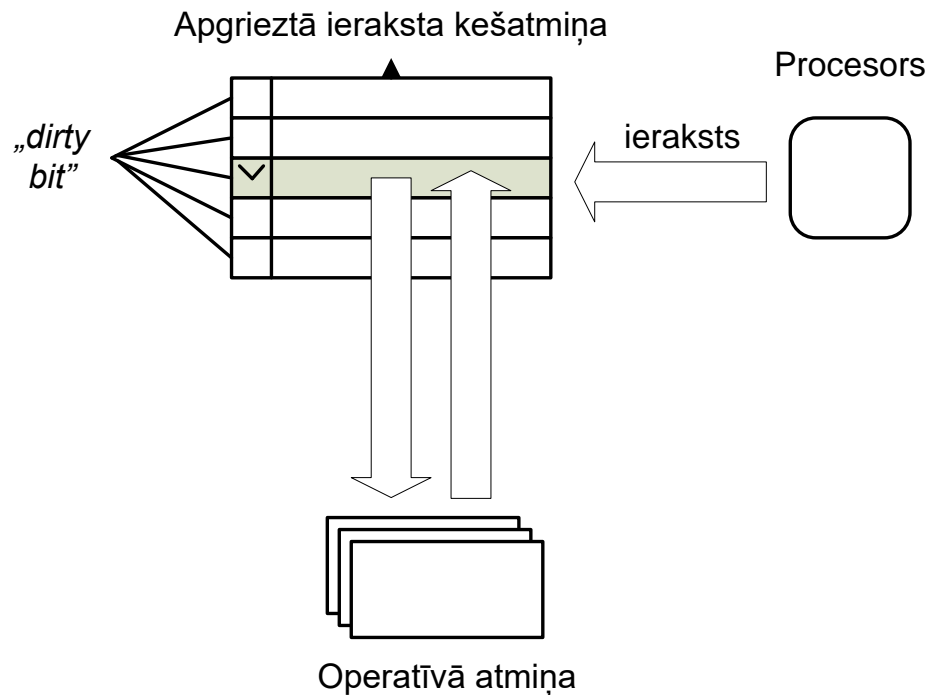 Apgrieztā ieraksta kešatmiņa
Procesors
„dirty
bit”
ieraksts
Operatīvā atmiņa